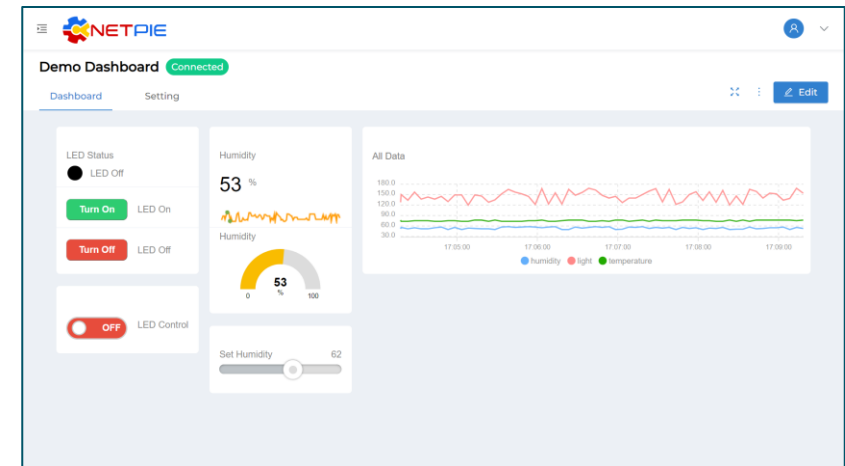 NETPIE
Demo Dashboard Connected
Dashboard Setting
Edit
LED Status
LED Off
Turn On LED On
Turn Off LED Off
OFF LED Control
Humidity
53 %
Humidity
53
%
0 100
Set Humidity 62
All Data
180.0
150.0
120.0
90.0
60.0
30.0
17:05:00 17:06:00 17:07:00 17:08:00 17:09:00
humidity light temperature